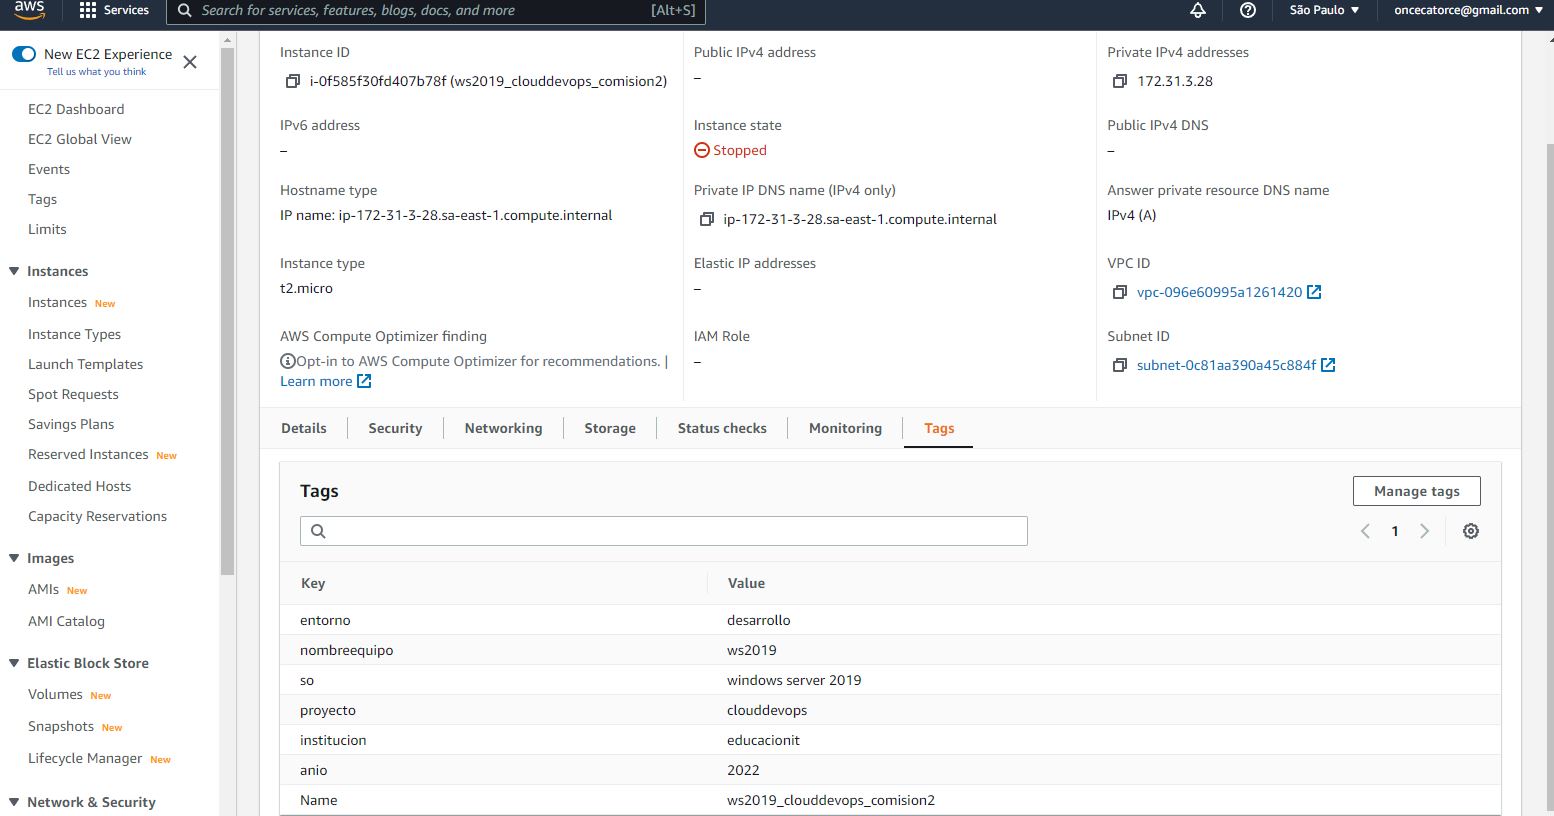 aws
Services
Search for services, features, blogs, docs, and more
[Alt+S]
São Paulo
oncecatorce@gmail.com
New EC2 Experience
Tell us what you think
EC2 Dashboard
EC2 Global View
Events
Tags
Limits
Instances
Instances New
Instance Types
Launch Templates
Spot Requests
Savings Plans
Reserved Instances New
Dedicated Hosts
Capacity Reservations
Images
AMIs New
AMI Catalog
Elastic Block Store
Volumes New
Snapshots New
Lifecycle Manager New
Network & Security
Instance ID
i-0f585f30fd407b78f (ws2019_clouddevops_comision2)
Public IPv4 address
–
Private IPv4 addresses
172.31.3.28
IPv6 address
–
Instance state
Stopped
Public IPv4 DNS
–
Hostname type
IP name: ip-172-31-3-28.sa-east-1.compute.internal
Private IP DNS name (IPv4 only)
ip-172-31-3-28.sa-east-1.compute.internal
Answer private resource DNS name
IPv4 (A)
Instance type
t2.micro
Elastic IP addresses
–
VPC ID
vpc-096e60995a1261420
AWS Compute Optimizer finding
Opt-in to AWS Compute Optimizer for recommendations. |
Learn more
IAM Role
–
Subnet ID
subnet-0c81aa390a45c884f
Details
Security
Networking
Storage
Status checks
Monitoring
Tags
Tags
Manage tags
1
Key Value
entorno desarrollo
nombreequipo ws2019
so windows server 2019
proyecto clouddevops
institucion educacionit
anio 2022
Name ws2019_clouddevops_comision2